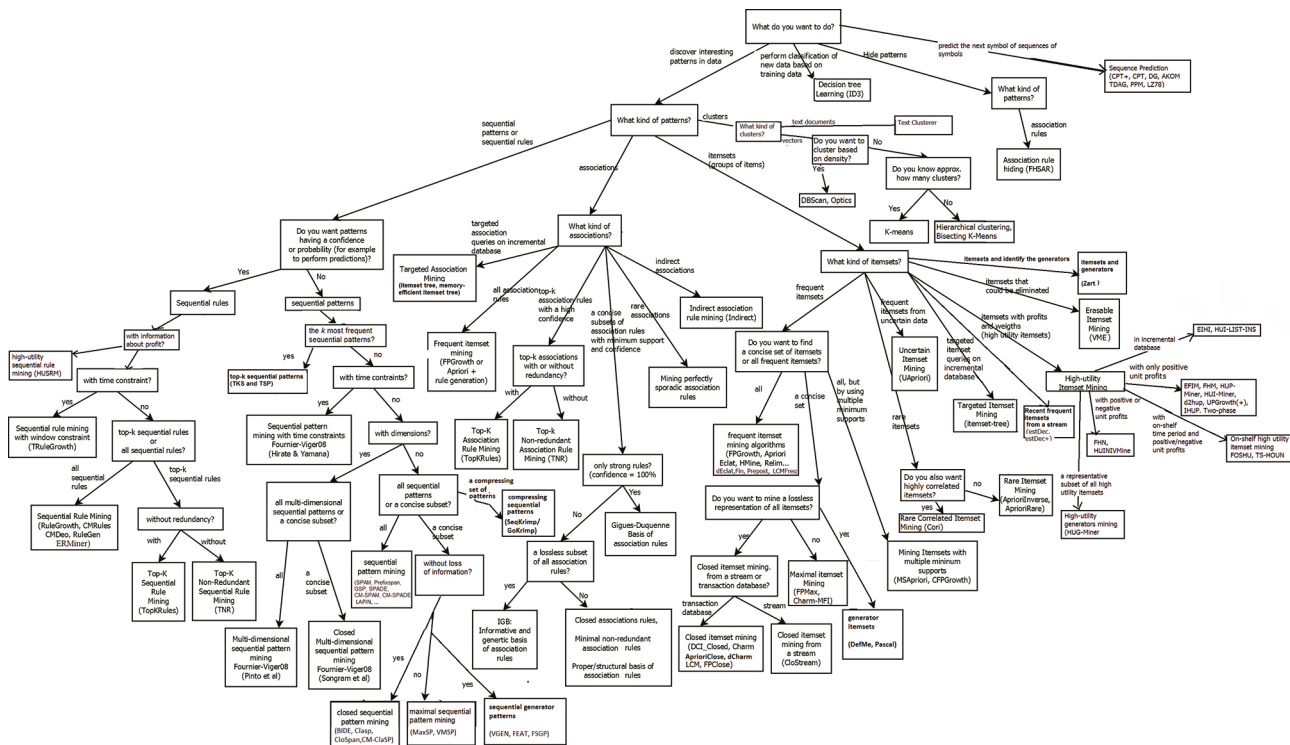 What do you want to do?
discover interesting
patterns in data
perform classification of
new data based on
training data
Hide patterns
predict the next symbol of sequences of
symbols
Decision tree
Learning (ID3)
Sequence Prediction
(CPT+, CPT, DG, AKOM
TDAG, PPM, LZ78)
What kind of
patterns?
association
rules
Association rule
hiding (FHSAR)
What kind of patterns?
clusters
What kind of
clusters?
text documents
Text Clusterer
vectors
Do you want to
cluster based
on density?
No
Yes
DBScan, Optics
Do you know approx.
how many clusters?
Yes
No
K-means
Hierarchical clustering,
Bisecting K-Means
sequential
patterns or
sequential rules
associations
itemsets
(groups of items)
Do you want patterns
having a confidence
or probability (for example
to perform predictions)?
Yes
No
Sequential rules
sequential patterns
with information
about profit?
high-utility
sequential rule
mining (HUSRM)
with time constraint?
yes
no
Sequential rule mining
with window constraint
(TRuleGrowth)
top-k sequential rules
or
all sequential rules?
all
sequential
rules
top-k
sequential rules
Sequential Rule Mining
(RuleGrowth, CMRules
CMDeo, RuleGen
ERMiner)
without redundancy?
with
without
Top-K
Sequential
Rule
Mining
(TopKRules)
Top-K
Non-Redundant
Sequential Rule
Mining
(TNR)
the k most frequent
sequential patterns?
yes
no
top-k sequential patterns
(TKS and TSP)
with time constraints?
yes
no
Sequential pattern
mining with time constraints
Fournier-Viger08
(Hirate & Yamana)
with dimensions?
yes
no
all multi-dimensional
sequential patterns or
a concise subset?
all
a
concise
subset
Multi-dimensional
sequential pattern
mining
Fournier-Viger08
(Pinto et al)
Closed
Multi-dimensional
sequential pattern
mining
Fournier-Viger08
(Songram et al)
all sequential
patterns
or a concise subset?
a compressing
set of
patterns
compressing
sequential
patterns
(SeqKrimp/
GoKrimp)
all
a concise
subset
sequential
pattern mining
(SPAM, Prefixspan,
GSP, SPADE,
CM-SPAM, CM-SPADE
LAPIN, ...
without loss
of information?
yes
no
yes
closed sequential
pattern mining
(BIDE, Clasp,
CloSpan,CM-ClaSP)
maximal sequential
pattern mining
(MaxSP, VMSP)
sequential generator
patterns
(VGEN, FEAT, FSGP)
What kind of
associations?
targeted
association
queries on incremental
database
Targeted Association
Mining
(itemset tree, memory-
efficient itemset tree)
all association
rules
top-k
association rules
with a high
confidence
a concise
subsets of
association rules
with minimum support
and confidence
rare associations
indirect
associations
Indirect association
rule mining (Indirect)
Mining perfectly
sporadic association
rules
Frequent itemset
mining
(FPGrowth or
Apriori +
rule generation)
top-k associations
with or without
redundancy?
with
without
Top-K
Association Rule
Mining
(TopKRules)
Top-k
Non-redundant
Association Rule
Mining (TNR)
only strong rules?
(confidence = 100%
Yes
No
Gigues-Duquenne
Basis of
association rules
a lossless subset
of all association
rules?
yes
No
IGB:
Informative and
genertic basis of
association
rules
Closed associations rules,
Minimal non-redundant
association rules
Proper/structural basis of
association rules
What kind of itemsets?
itemsets and identify the generators
itemsets and
generators
(Zart )
itemsets that
could be eliminated
Erasable
Itemset
Mining
(VME)
frequent
itemsets
frequent
itemsets from
uncertain data
itemsets with profits
and weigths
(high utility itemsets)
targeted
itemset
queries on
incremental
database
rare
itemsets
Uncertain
Itemset
Mining
(UApriori)
Targeted Itemset
Mining
(itemset-tree)
Recent frequent
itemsets
from a stream
(estDec,
estDec+)
High-utility
Itemset Mining
in incremental
database
EIHI, HUI-LIST-INS
with only positive
unit profits
EFIM, FHM, HUP-
Miner, HUI-Miner,
d2hup, UPGrowth(+),
IHUP. Two-phase
with positive or
negative
unit profits
FHN,
HUINIVMine
with
on-shelf
time period and
positive/negative
unit profits
On-shelf high utility
itemset mining
FOSHU, TS-HOUN
a representative
subset of all high
utility itemsets
High-utility
generators mining
(HUG-Miner
Do you want to find
a concise set of itemsets
or all frequent itemsets?
all
a concise
set
all, but
by using
multiple
minimum
supports
frequent itemset
mining algorithms
(FPGrowth, Apriori
Eclat, HMine, Relim...
dEclat,Fin, Prepost, LCMFreq
Do you want to mine a lossless
representation of all itemsets?
yes
no
yes
Closed itemset mining.
from a stream or
transaction database?
transaction
database
stream
Maximal itemset
Mining
(FPMax,
Charm-MFI)
Closed itemset mining
(DCI_Closed, Charm
AprioriClose, dCharm
LCM, FPClose)
Closed itemset
mining from
a stream
(CloStream)
generator
itemsets
(DefMe, Pascal)
Do you also want
highly correlated
itemsets?
no
yes
Rare Itemset
Mining
(AprioriInverse,
AprioriRare)
Rare Correlated Itemset
Mining (Cori)
Mining Itemsets with
multiple mininum
supports
(MSApriori, CFPGrowth)